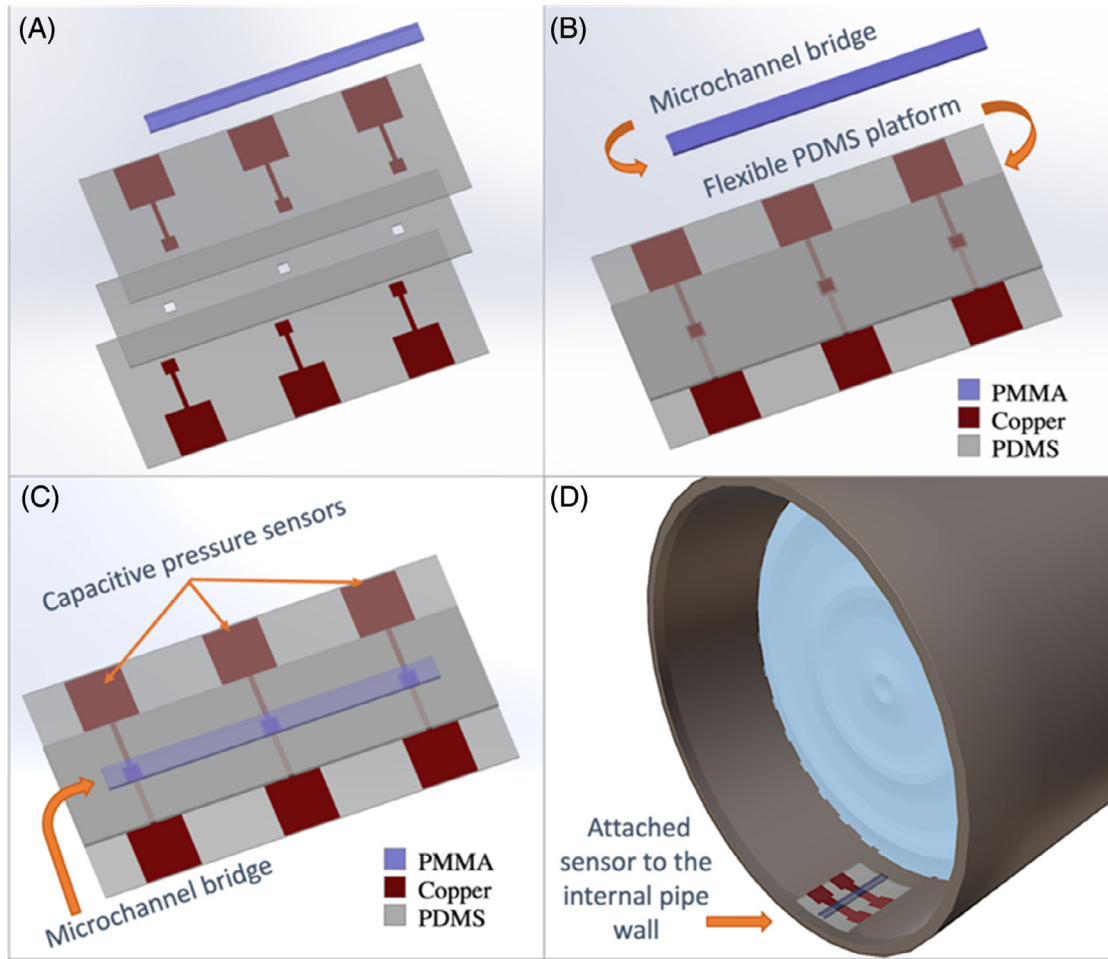 (A)
(B)
Microchannel bridge
Flexible PDMS platform
PMMA
Copper
PDMS
(C)
Capacitive pressure sensors
Microchannel bridge
PMMA
Copper
PDMS
(D)
Attached
sensor to the
internal pipe
wall